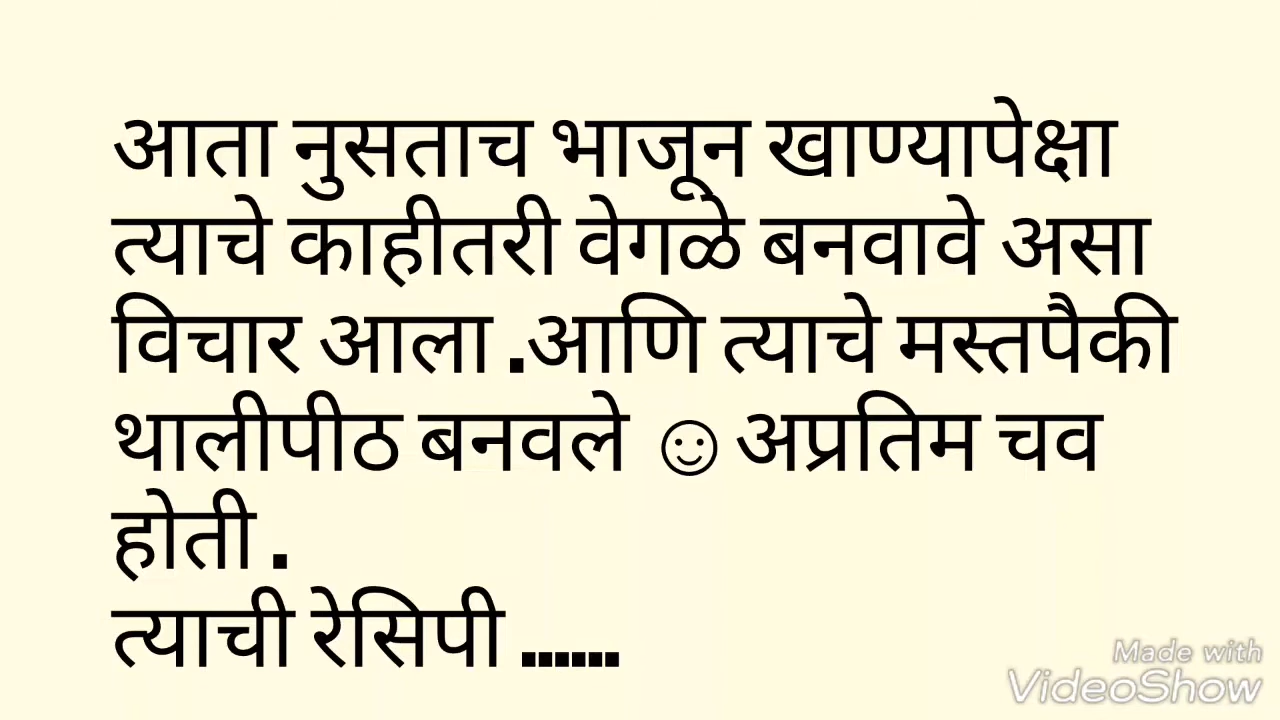 आता नुसताच भाजून खाण्यापेक्षा
त्याचे काहीतरी वेगळे बनवावे असा
विचार आला .आणि त्याचे मस्तपैकी
थालीपीठ बनवले ☺अप्रतिम चव
होती .
त्याची रेसिपी ......
Made with
VideoShow